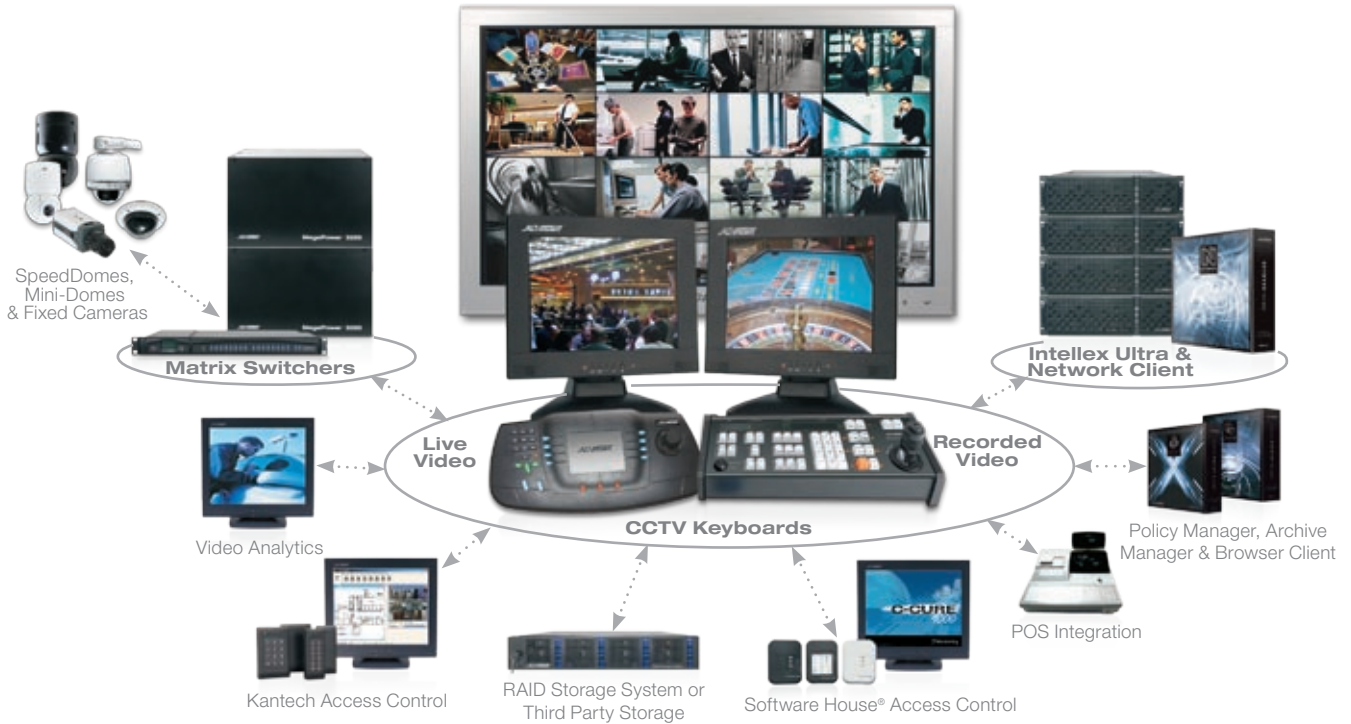 SpeedDomes,
Mini-Domes
& Fixed Cameras
Matrix Switchers
Intellex Ultra &
Network Client
Live
Video
Recorded
Video
CCTV Keyboards
Video Analytics
Policy Manager, Archive
Manager & Browser Client
POS Integration
C•CURE
9000
Kantech Access Control
RAID Storage System or
Third Party Storage
Software House® Access Control